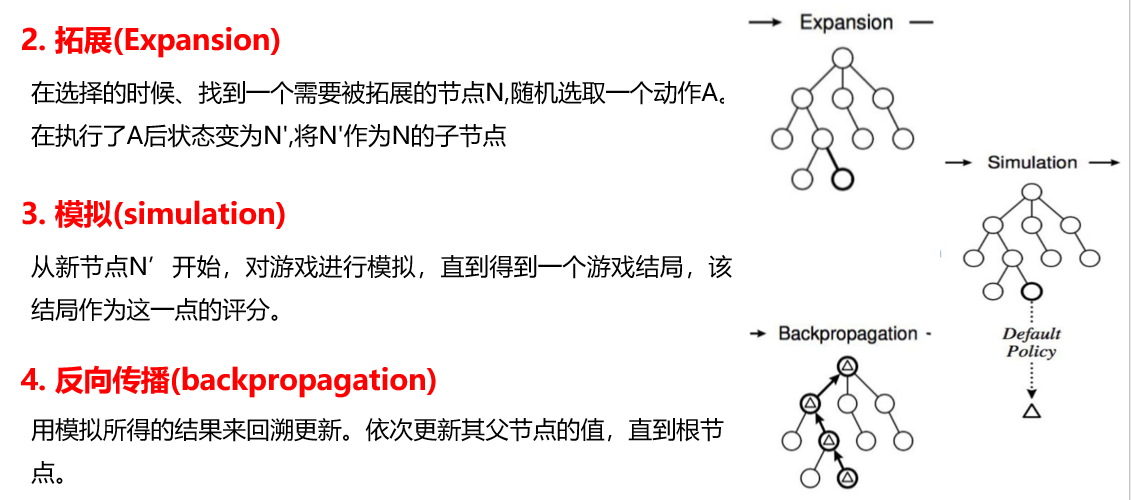 2. 拓展(Expansion)
在选择的时候、找到一个需要被拓展的节点N,随机选取一个动作A。
在执行了A后状态变为N',将N'作为N的子节点
3. 模拟(simulation)
从新节点N′开始，对游戏进行模拟，直到得到一个游戏结局，该
结局作为这一点的评分。
4. 反向传播(backpropagation)
用模拟所得的结果来回溯更新。依次更新其父节点的值，直到根节
点。
Expansion
Simulation
Default
Policy
Backpropagation